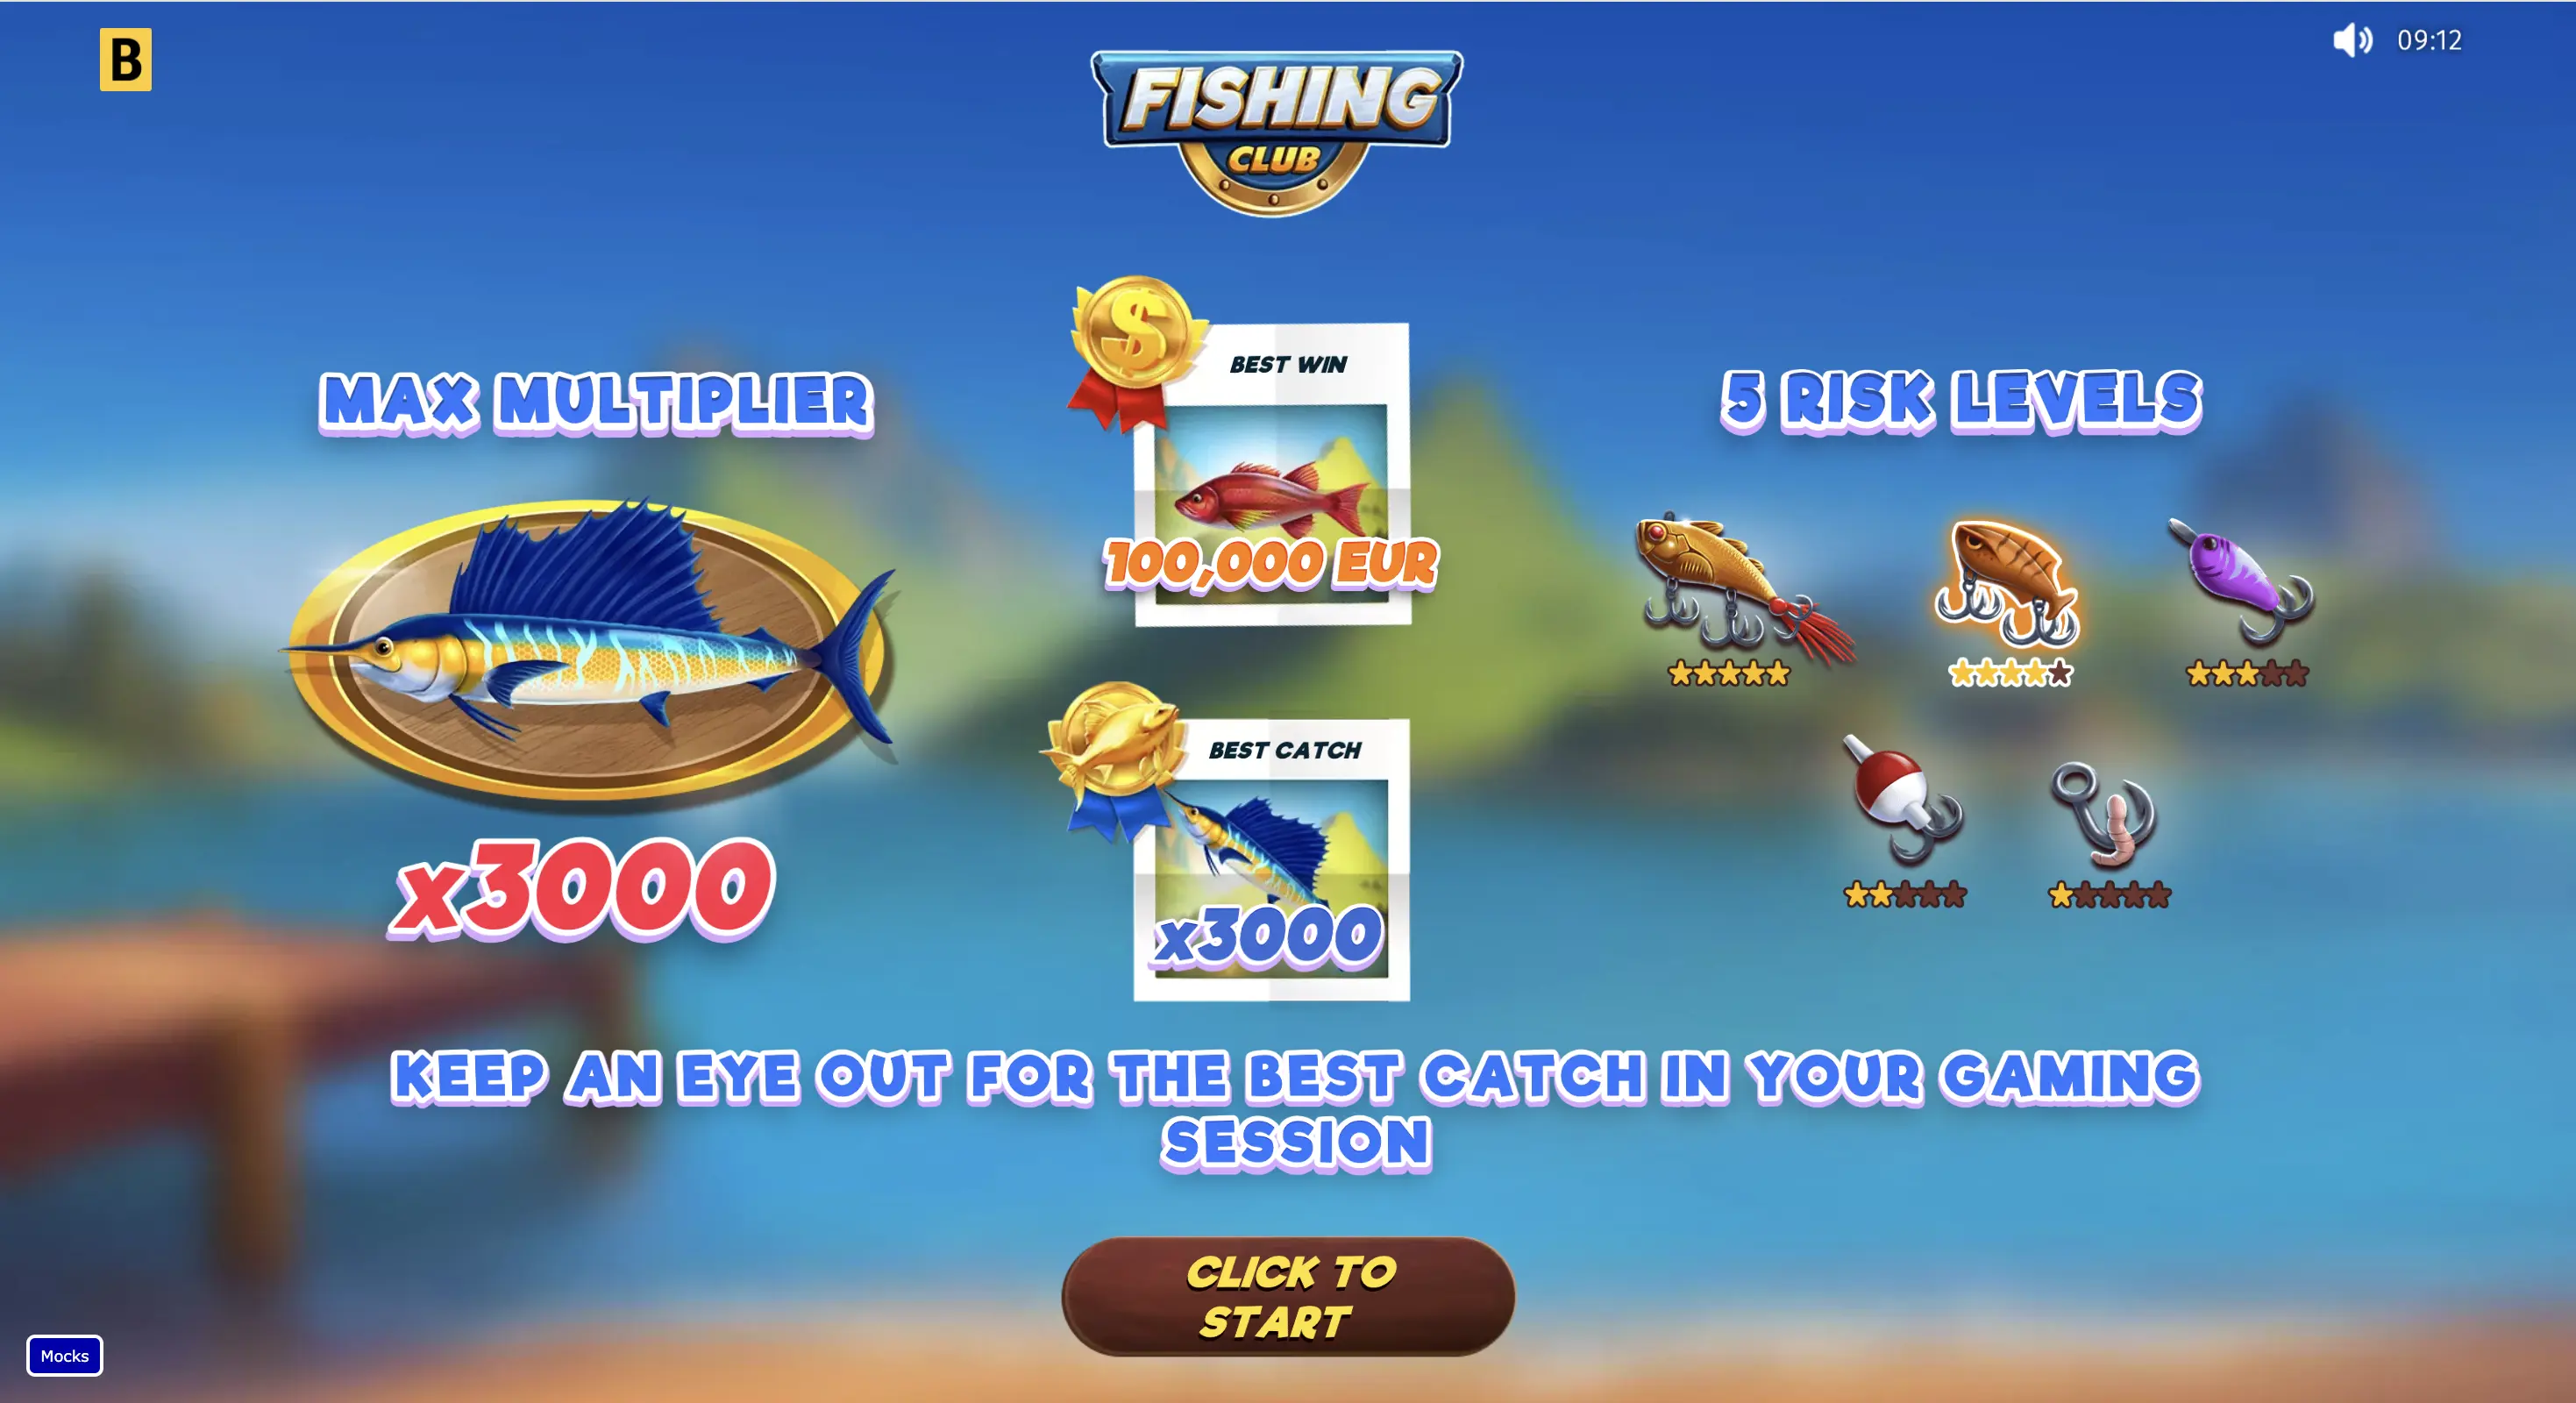 B
09:12
FISHING
CLUB
MAX MULTIPLIER
x3000
BEST WIN
100,000 EUR
BEST CATCH
x3000
5 RISK LEVELS
KEEP AN EYE OUT FOR THE BEST CATCH IN YOUR GAMING
SESSION
CLICK TO
START
Mocks